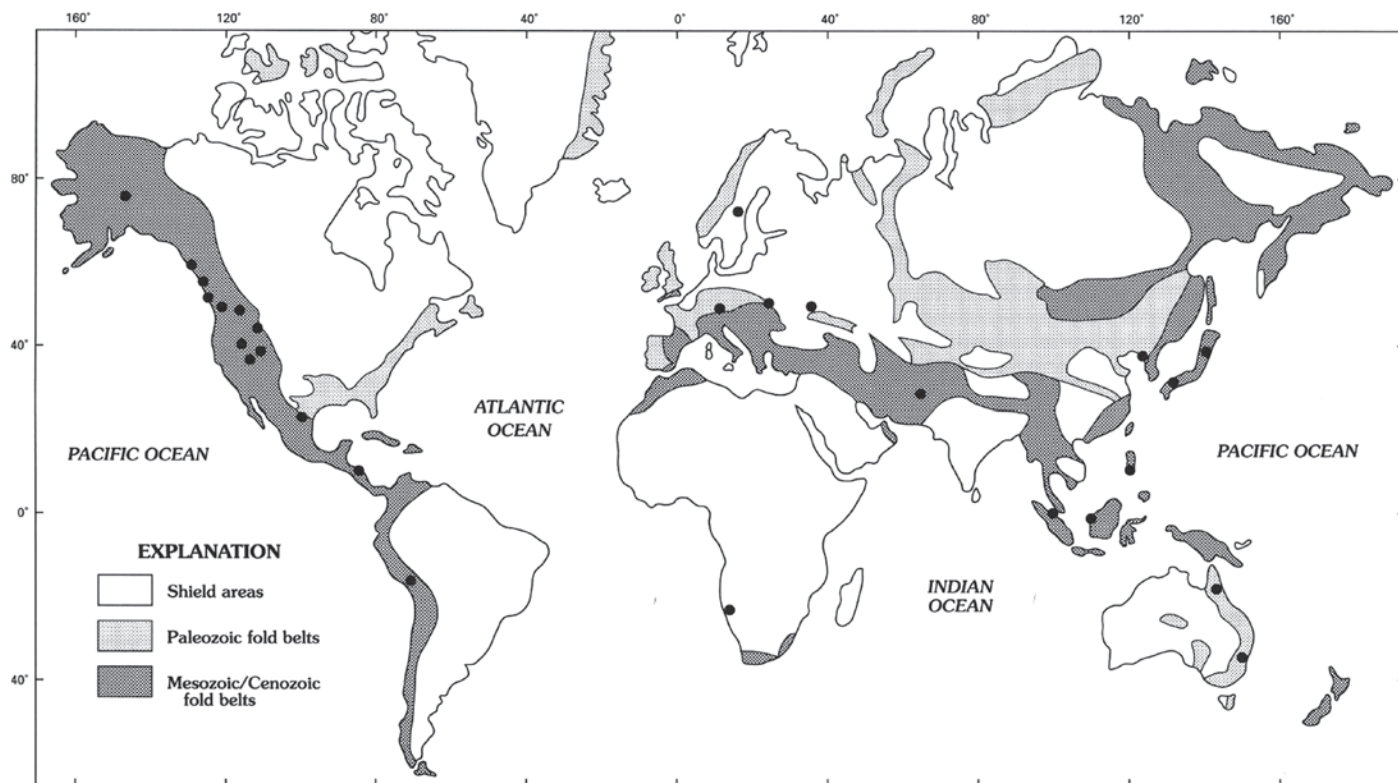 160° 120° 80° 40° 0° 40° 80° 120° 160°
80°
40°
ATLANTIC
OCEAN
PACIFIC OCEAN
PACIFIC OCEAN
0°
EXPLANATION
Shield areas
INDIAN
OCEAN
Paleozoic fold belts
Mesozoic/Cenozoic
fold belts
40°